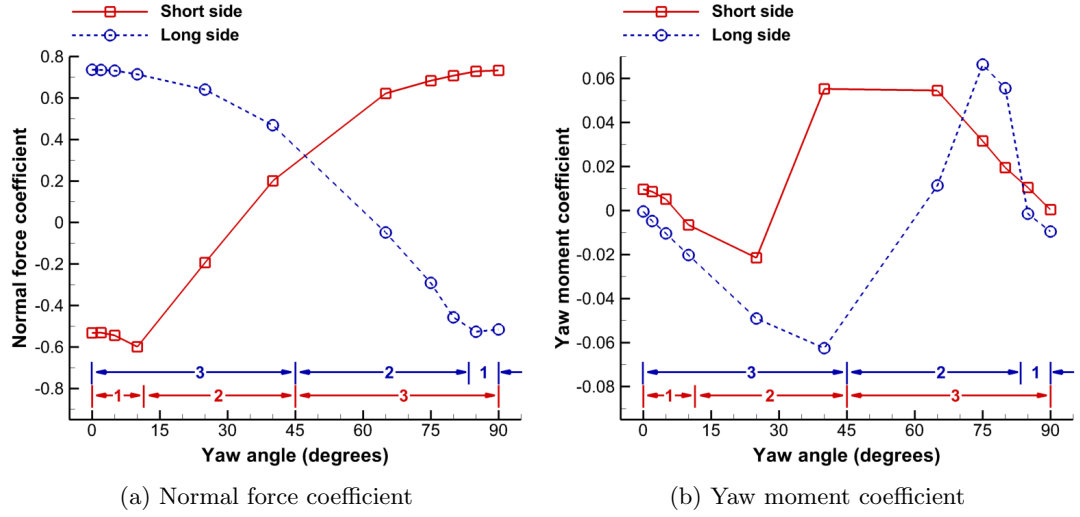 Short side
Long side
Normal force coefficient
0.8
0.6
0.4
0.2
0
-0.2
-0.4
-0.6
-0.8
3
2
1
1
2
3
0 15 30 45 60 75 90
Yaw angle (degrees)
(a) Normal force coefficient
Short side
Long side
Yaw moment coefficient
0.06
0.04
0.02
0
-0.02
-0.04
-0.06
-0.08
3
2
1
1
2
3
0 15 30 45 60 75 90
Yaw angle (degrees)
(b) Yaw moment coefficient